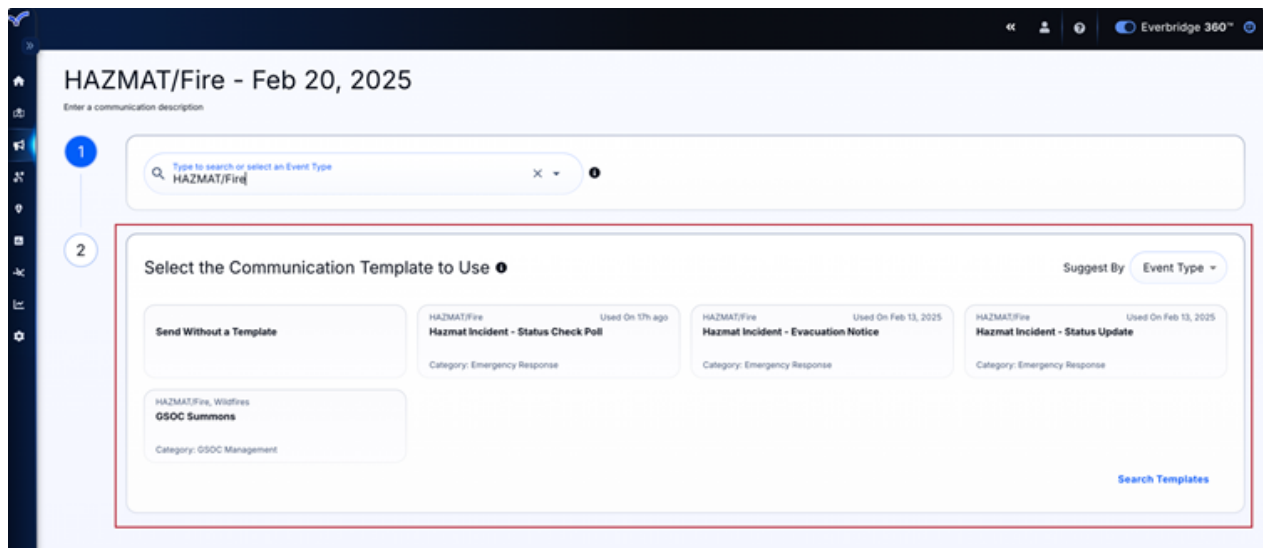 Everbridge 360™
HAZMAT/Fire - Feb 20, 2025
Enter a communication description
1
Type to search or select an Event Type
HAZMAT/Fire
2
Select the Communication Template to Use
Suggest By
Event Type
Send Without a Template
HAZMAT/Fire
Used On 17h ago
Hazmat Incident - Status Check Poll
Category: Emergency Response
HAZMAT/Fire
Used On Feb 13, 2025
Hazmat Incident - Evacuation Notice
Category: Emergency Response
HAZMAT/Fire
Used On Feb 13, 2025
Hazmat Incident - Status Update
Category: Emergency Response
HAZMAT/Fire, Wildfires
GSOC Summons
Category: GSOC Management
Search Templates